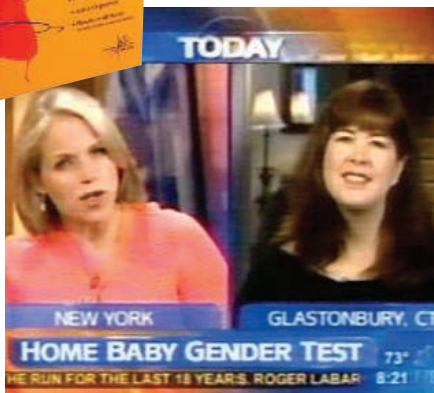 TODAY
NEW YORK
GLASTONBURY, CT
HOME BABY GENDER TEST 73°
HE RUN FOR THE LAST 18 YEARS. ROGER LABAR 8:21